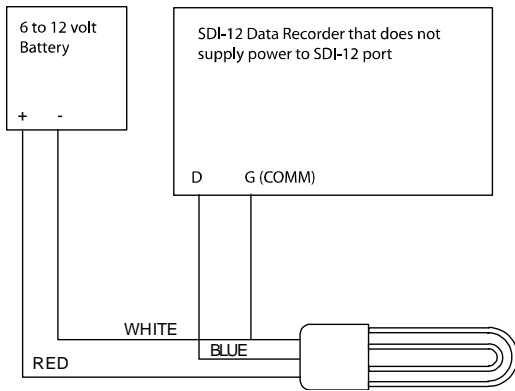 6 to 12 volt
Battery
+ -
SDI-12 Data Recorder that does not
supply power to SDI-12 port
D G (COMM)
WHITE
BLUE
RED